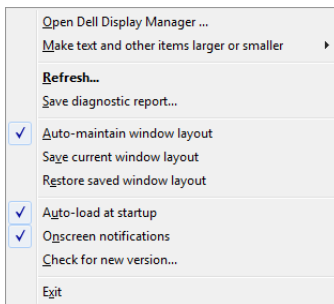 Open Dell Display Manager ...
Make text and other items larger or smaller
Refresh...
Save diagnostic report...
Auto-maintain window layout
Save current window layout
Restore saved window layout
Auto-load at startup
Onscreen notifications
Check for new version...
Exit